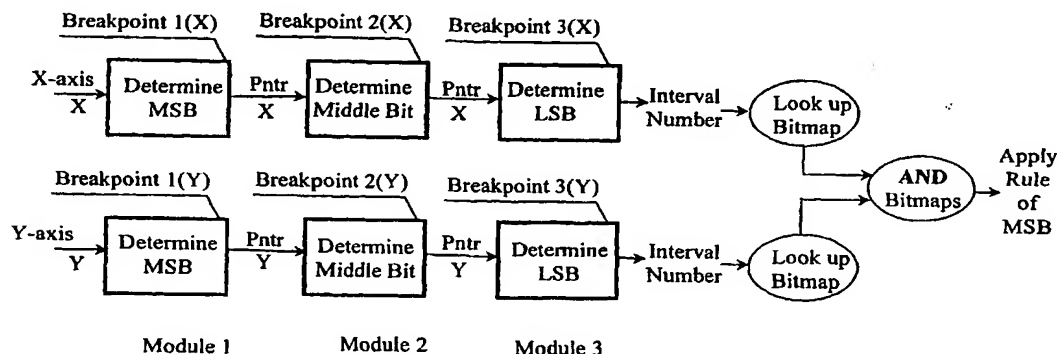 Breakpoint 1(X)
Breakpoint 2(X)
Breakpoint 3(X)
X-axis
X
Determine
MSB
Pntr
X
Determine
Middle Bit
Pntr
X
Determine
LSB
Interval
Number
Look up
Bitmap
Breakpoint 1(Y)
Breakpoint 2(Y)
Breakpoint 3(Y)
Y-axis
Y
Determine
MSB
Pntr
Y
Determine
Middle Bit
Pntr
Y
Determine
LSB
Interval
Number
Look up
Bitmap
AND
Bitmaps
Apply
Rule
of
MSB
Module 1
Module 2
Module 3